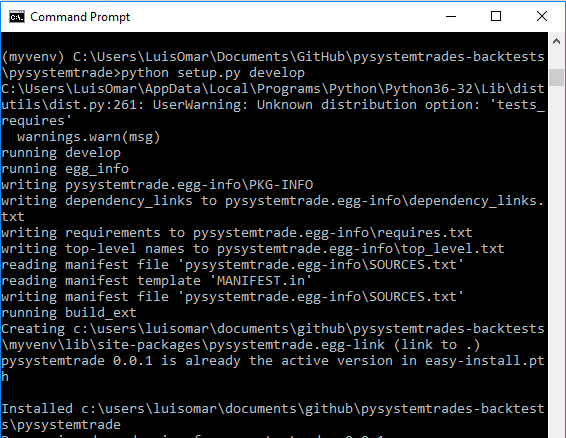 Command Prompt
(myvenv) C:\Users\LuisOmar\Documents\GitHub\pysystemtrades-backtests
\pysystemtrade>python setup.py develop
C:\Users\LuisOmar\AppData\Local\Programs\Python\Python36-32\Lib\dist
utils\dist.py:261: UserWarning: Unknown distribution option: 'tests_
requires'
  warnings.warn(msg)
running develop
running egg_info
writing pysystemtrade.egg-info\PKG-INFO
writing dependency_links to pysystemtrade.egg-info\dependency_links.
txt
writing requirements to pysystemtrade.egg-info\requires.txt
writing top-level names to pysystemtrade.egg-info\top_level.txt
reading manifest file 'pysystemtrade.egg-info\SOURCES.txt'
reading manifest template 'MANIFEST.in'
writing manifest file 'pysystemtrade.egg-info\SOURCES.txt'
running build_ext
Creating c:\users\luisomar\documents\github\pysystemtrades-backtests
\myvenv\lib\site-packages\pysystemtrade.egg-link (link to .)
pysystemtrade 0.0.1 is already the active version in easy-install.pt
h
Installed c:\users\luisomar\documents\github\pysystemtrades-backtest
s\pysystemtrade